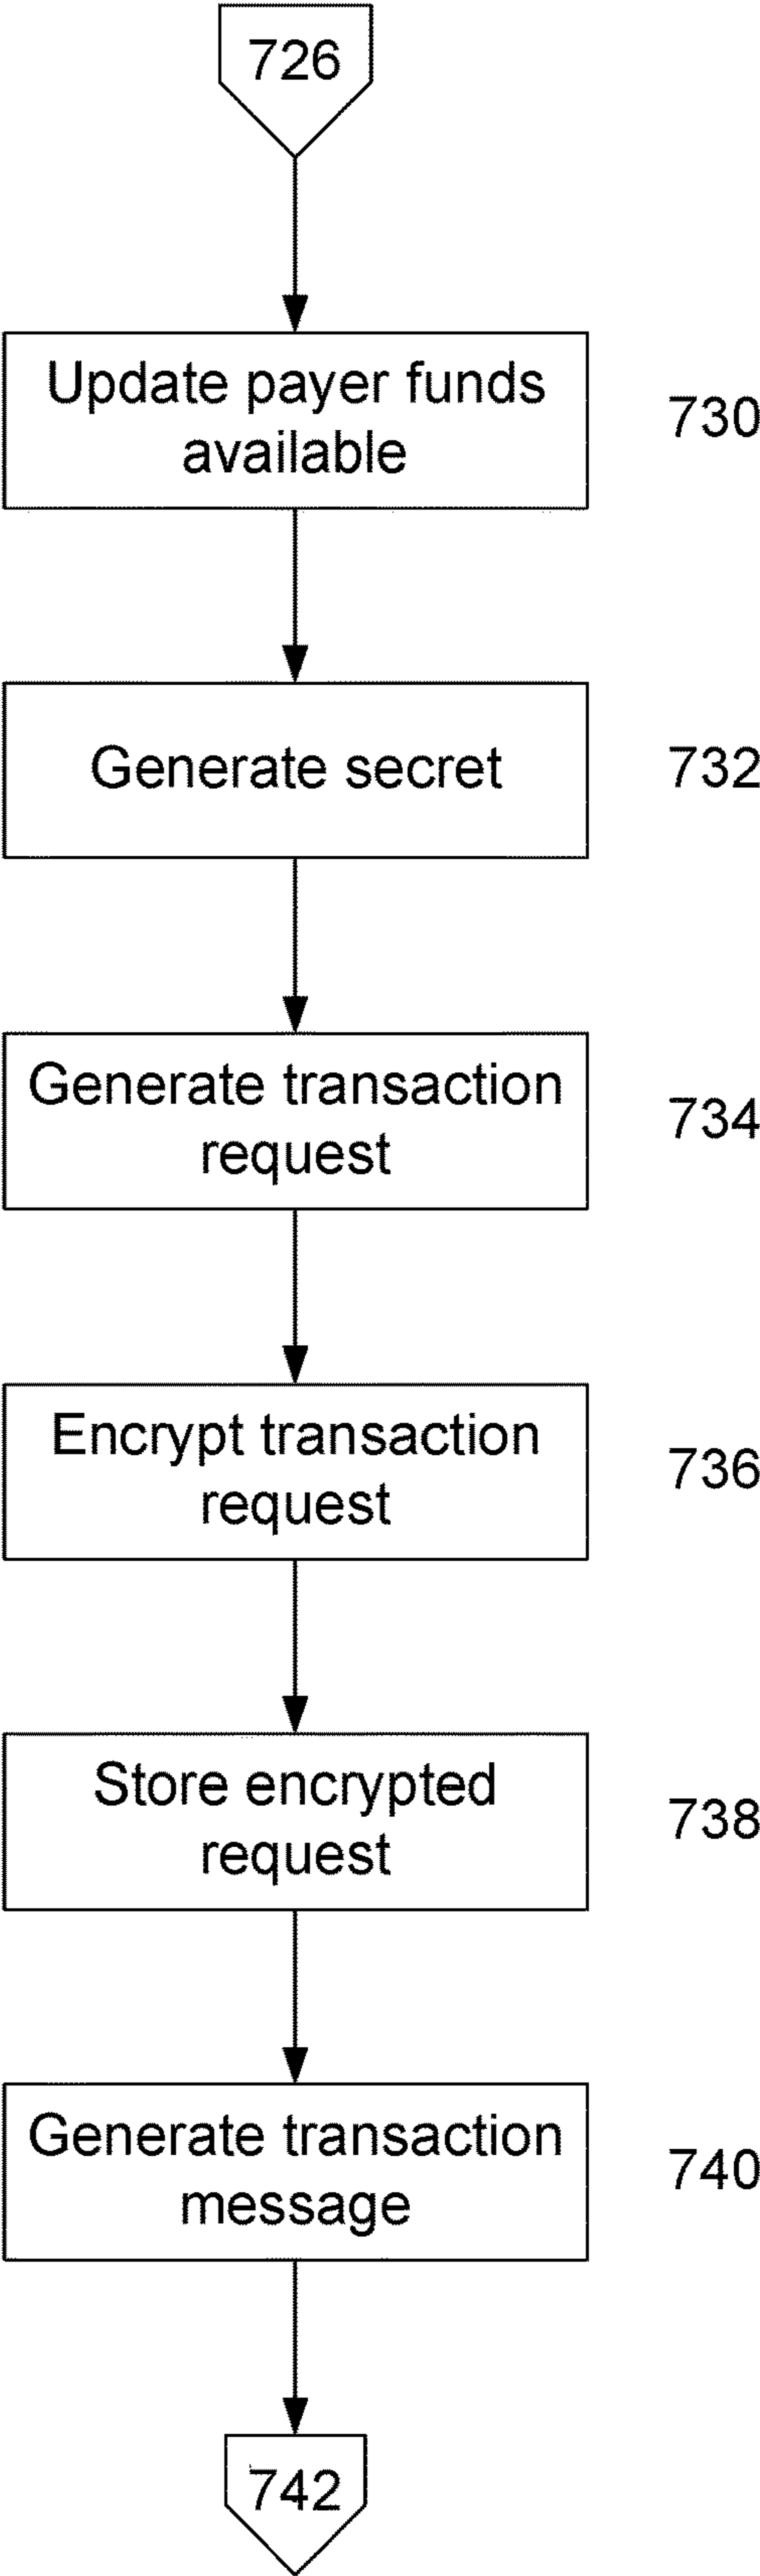 726
Update payer funds
available
730
Generate secret
732
Generate transaction
request
734
Encrypt transaction
request
736
Store encrypted
request
738
Generate transaction
message
740
742